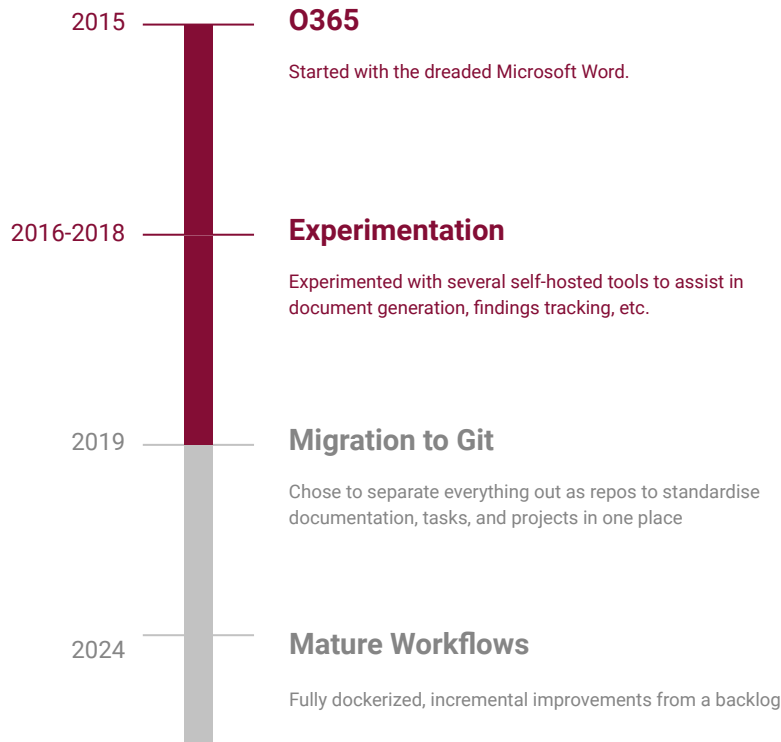 2015
O365
Started with the dreaded Microsoft Word.
2016-2018
Experimentation
Experimented with several self-hosted tools to assist in
document generation, findings tracking, etc.
2019
Migration to Git
Chose to separate everything out as repos to standardise
documentation, tasks, and projects in one place
2024
Mature Workflows
Fully dockerized, incremental improvements from a backlog